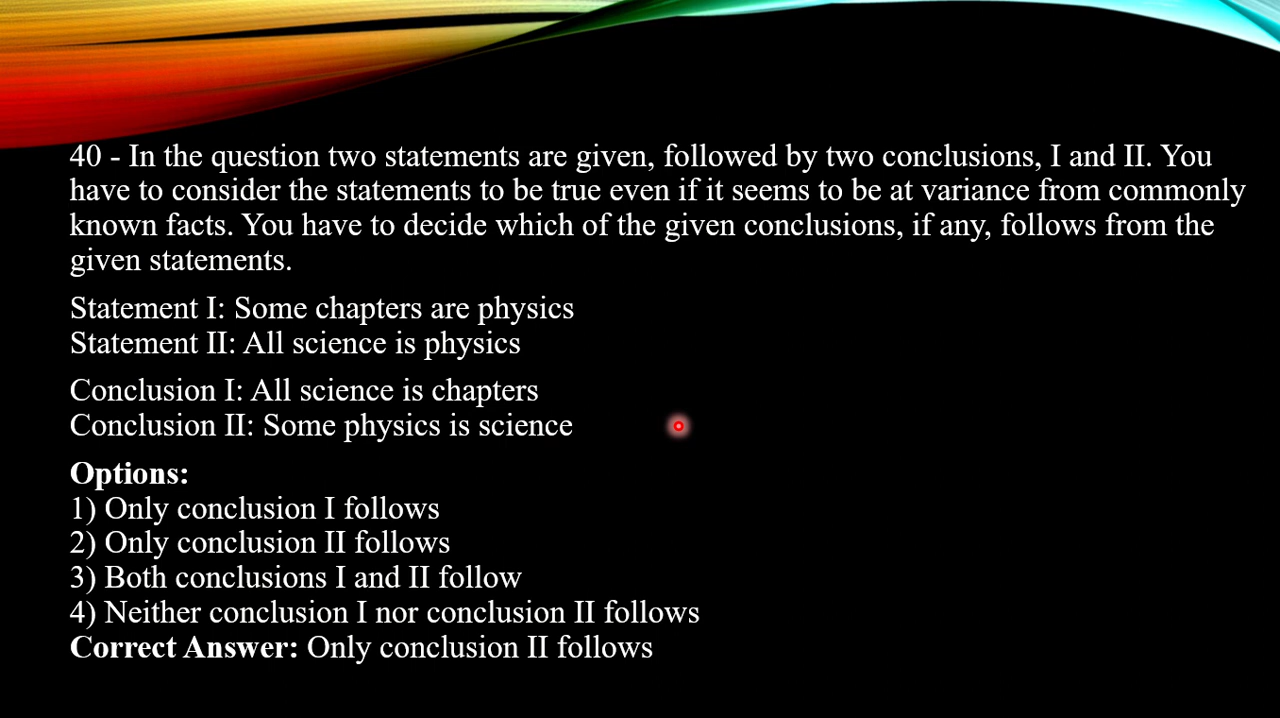 40 - In the question two statements are given, followed by two conclusions, I and II. You
have to consider the statements to be true even if it seems to be at variance from commonly
known facts. You have to decide which of the given conclusions, if any, follows from the
given statements.
Statement I: Some chapters are physics
Statement II: All science is physics
Conclusion I: All science is chapters
Conclusion II: Some physics is science
Options:
1) Only conclusion I follows
2) Only conclusion II follows
3) Both conclusions I and II follow
4) Neither conclusion I nor conclusion II follows
Correct Answer: Only conclusion II follows